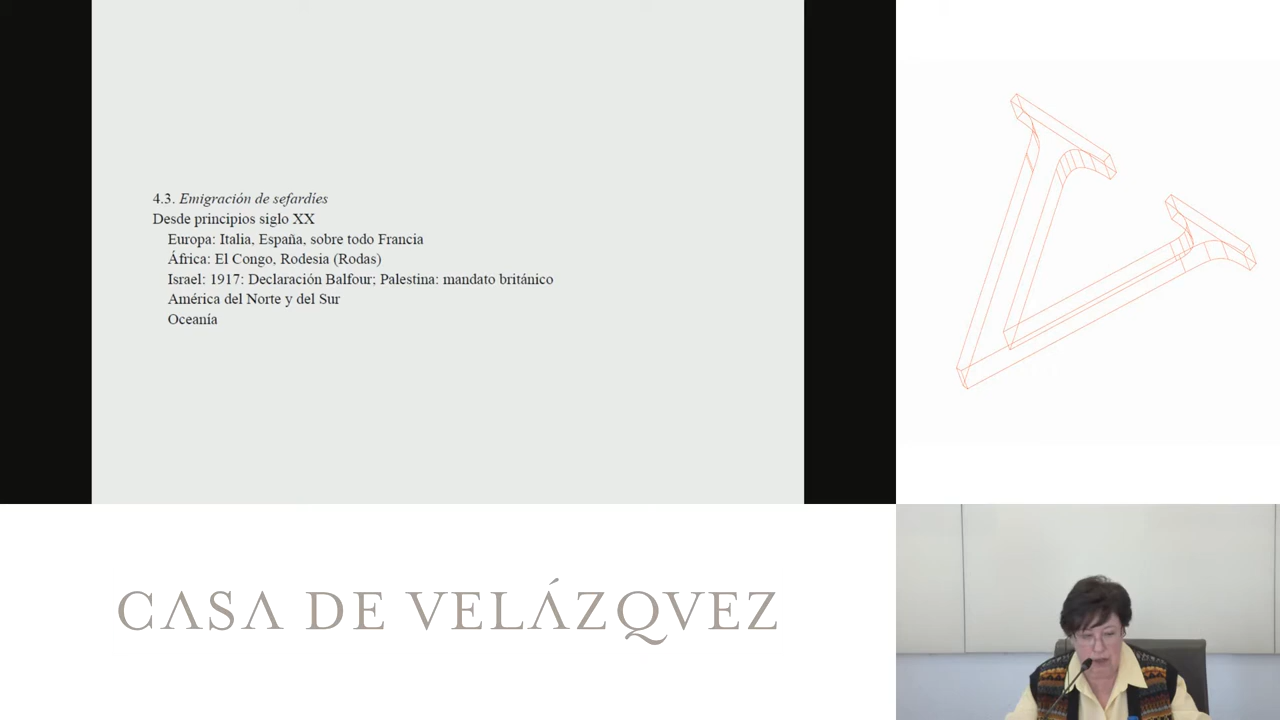 4.3. Emigración de sefardíes
Desde principios siglo XX
Europa: Italia, España, sobre todo Francia
África: El Congo, Rodesia (Rodas)
Israel: 1917: Declaración Balfour; Palestina: mandato británico
América del Norte y del Sur
Oceanía
CASA DE VELÁZQVEZ